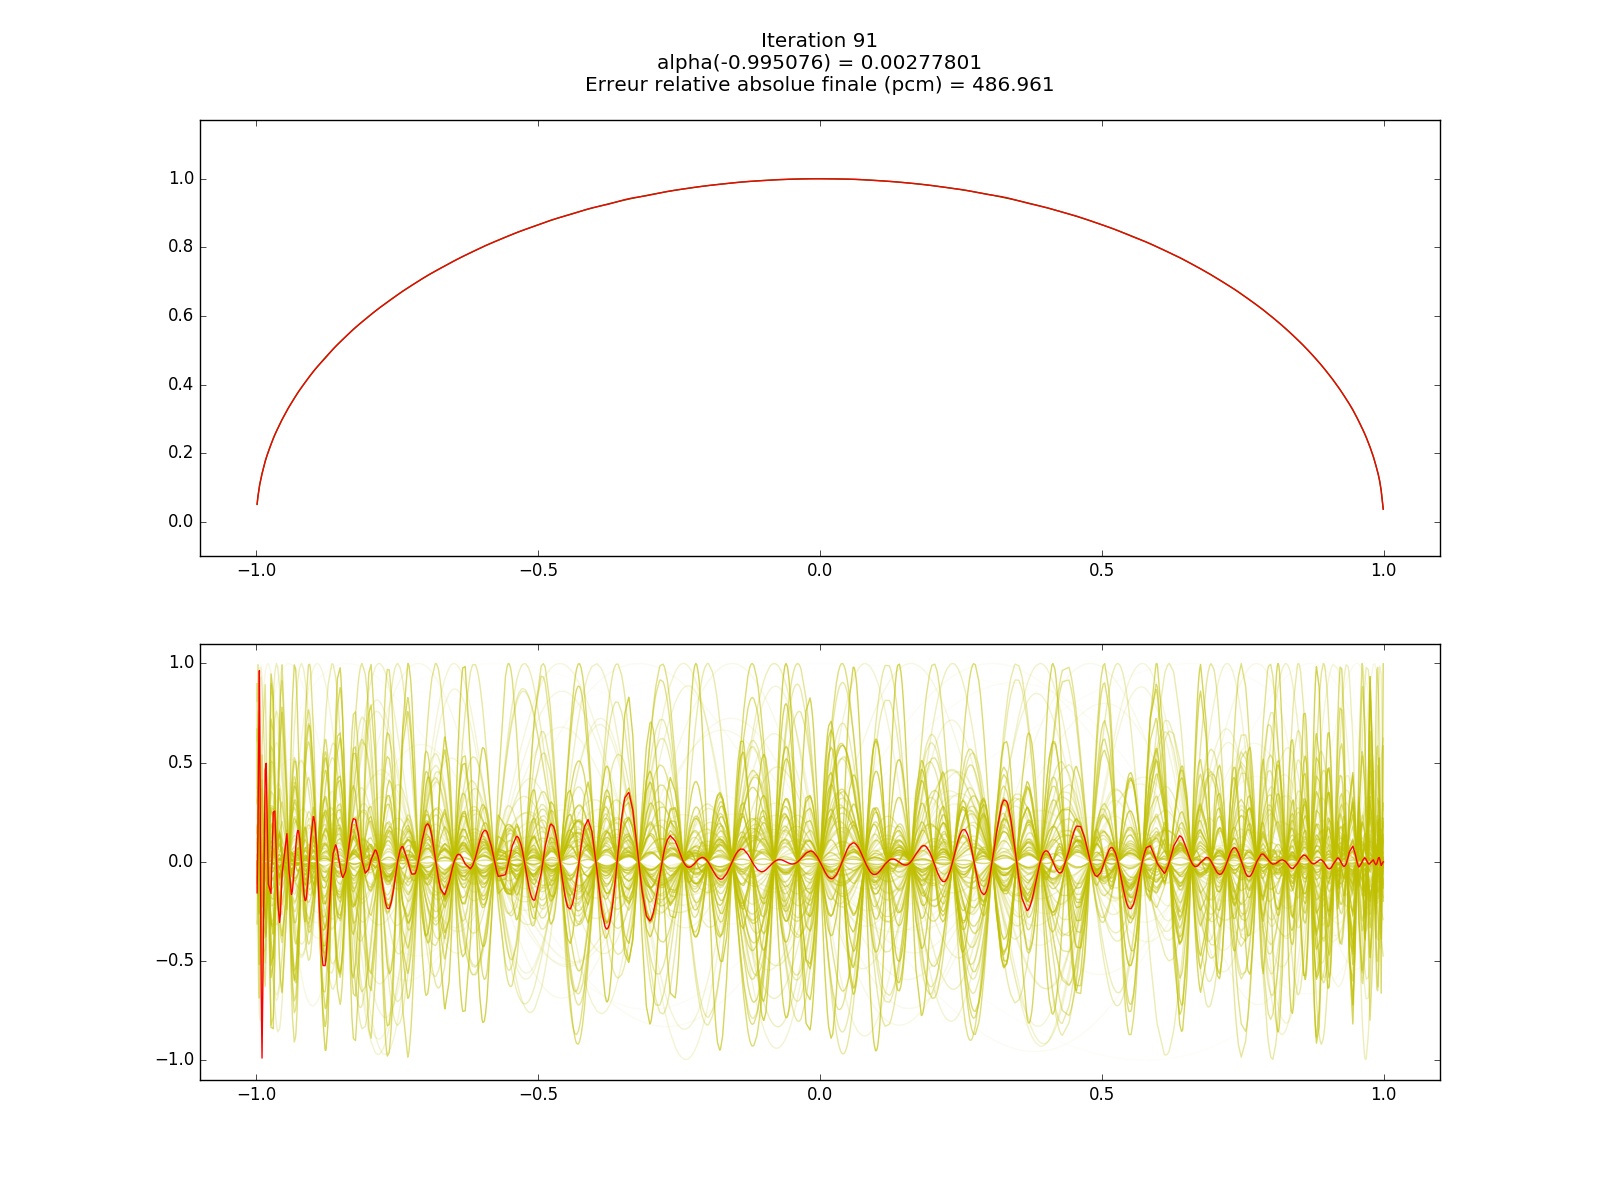 Iteration 91
alpha(-0.995076) = 0.00277801
Erreur relative absolue finale (pcm) = 486.961
1.0
0.8
0.6
0.4
0.2
0.0
−1.0 −0.5 0.0 0.5 1.0
1.0
0.5
0.0
−0.5
−1.0
−1.0 −0.5 0.0 0.5 1.0